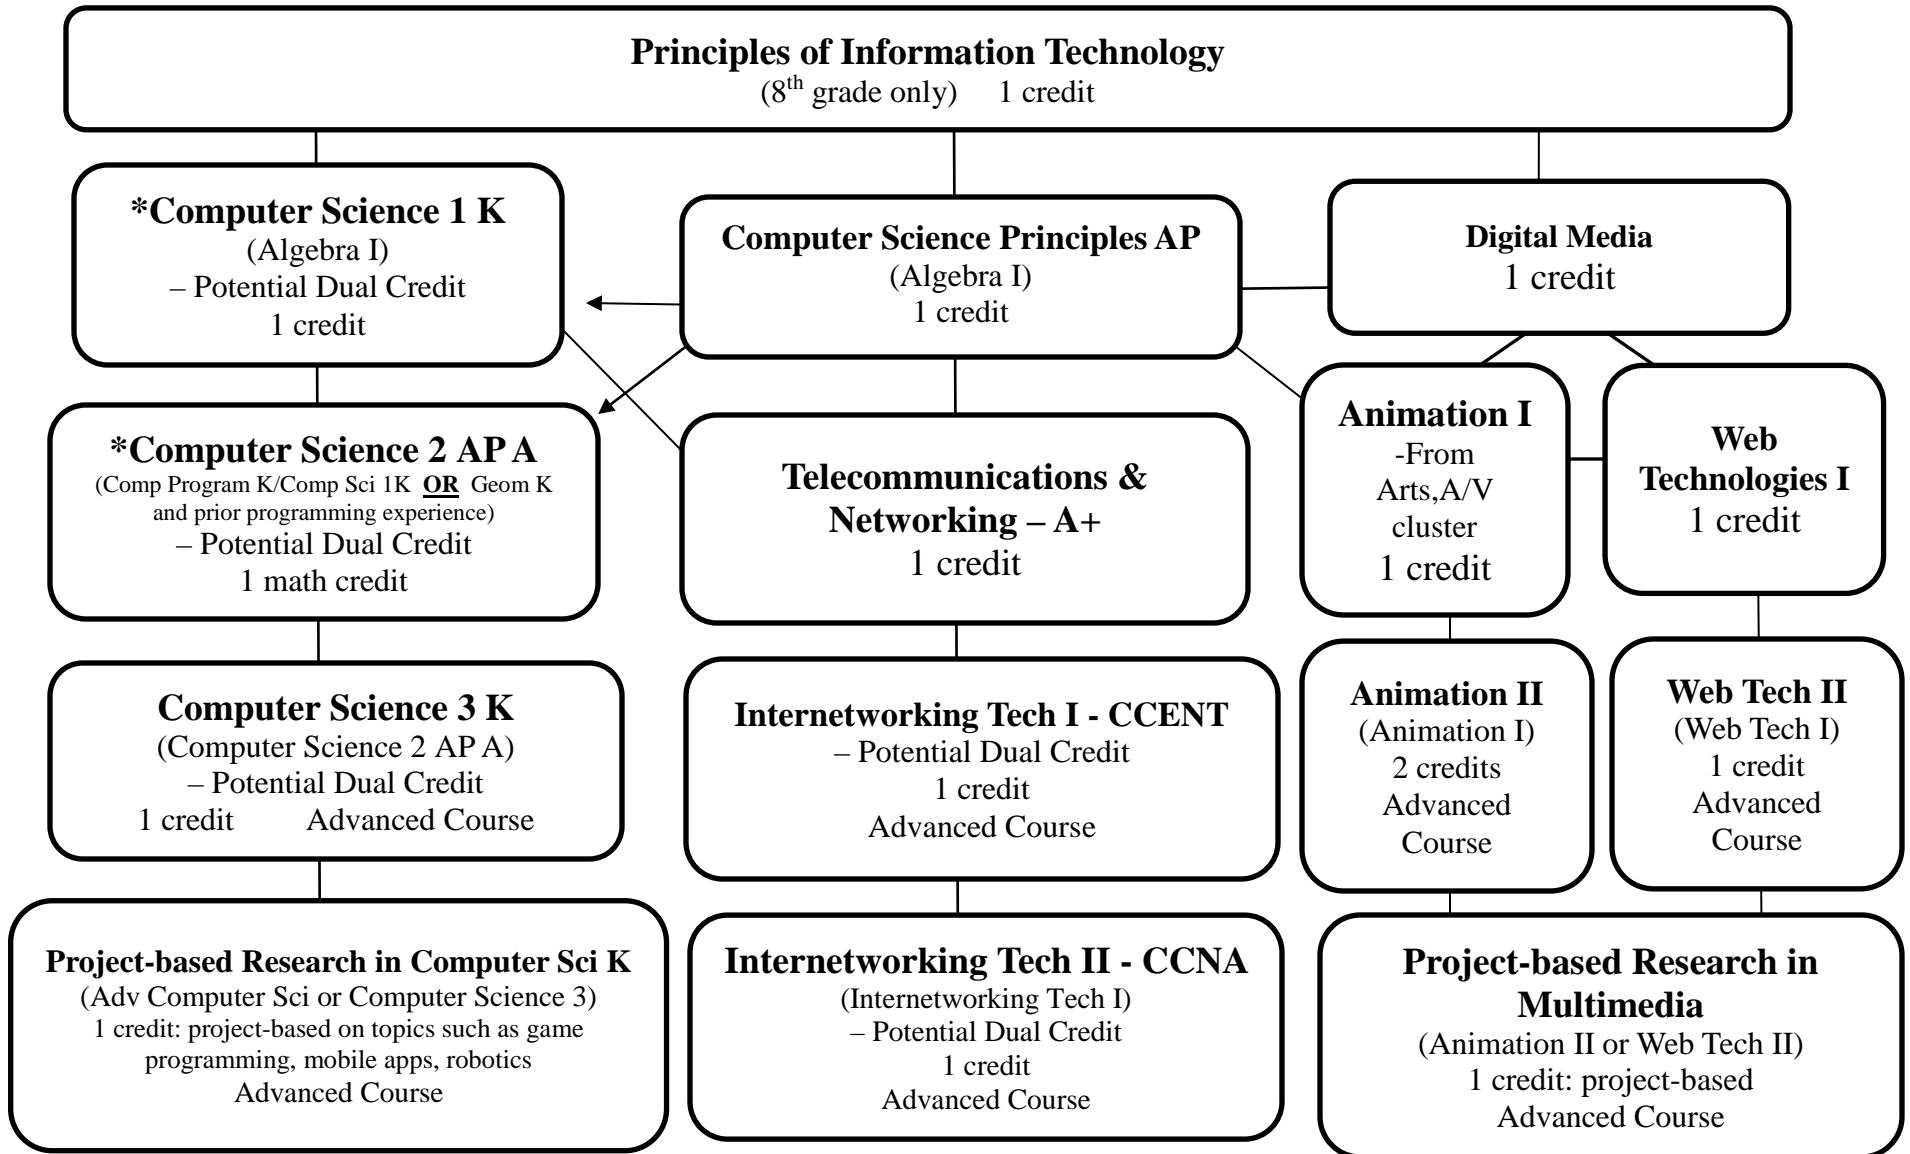 Principles of Information Technology
(8th grade only) 1 credit
*Computer Science 1 K
(Algebra I)
– Potential Dual Credit
1 credit
Computer Science Principles AP
(Algebra I)
1 credit
Digital Media
1 credit
*Computer Science 2 AP A
(Comp Program K/Comp Sci 1K OR Geom K
and prior programming experience)
– Potential Dual Credit
1 math credit
Telecommunications &
Networking – A+
1 credit
Animation I
-From
Arts,A/V
cluster
1 credit
Web
Technologies I
1 credit
Computer Science 3 K
(Computer Science 2 AP A)
– Potential Dual Credit
1 credit Advanced Course
Internetworking Tech I - CCENT
– Potential Dual Credit
1 credit
Advanced Course
Animation II
(Animation I)
2 credits
Advanced
Course
Web Tech II
(Web Tech I)
1 credit
Advanced
Course
Project-based Research in Computer Sci K
(Adv Computer Sci or Computer Science 3)
1 credit: project-based on topics such as game
programming, mobile apps, robotics
Advanced Course
Internetworking Tech II - CCNA
(Internetworking Tech I)
– Potential Dual Credit
1 credit
Advanced Course
Project-based Research in
Multimedia
(Animation II or Web Tech II)
1 credit: project-based
Advanced Course